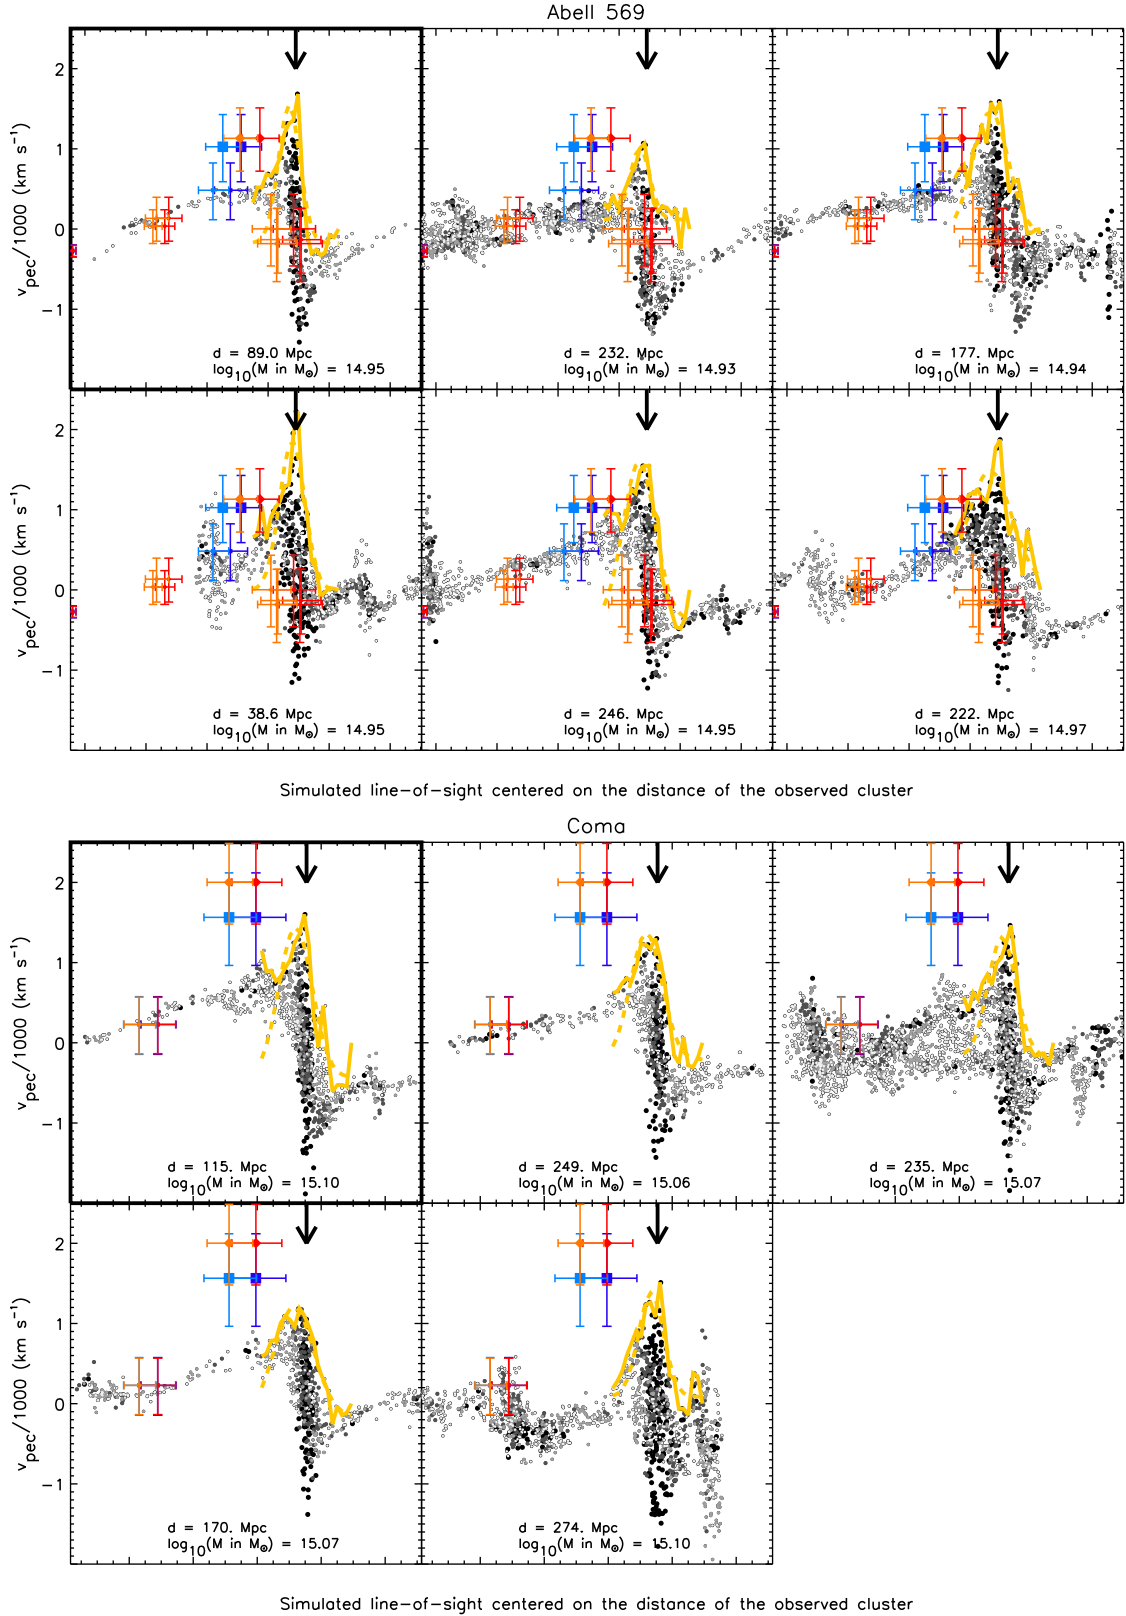 Abell 569
2
1
0
−1
v_pec/1000 (km s⁻¹)
d = 89.0 Mpc
log₁₀(M in M☉) = 14.95
d = 232. Mpc
log₁₀(M in M☉) = 14.93
d = 177. Mpc
log₁₀(M in M☉) = 14.94
2
1
0
−1
v_pec/1000 (km s⁻¹)
d = 38.6 Mpc
log₁₀(M in M☉) = 14.95
d = 246. Mpc
log₁₀(M in M☉) = 14.95
d = 222. Mpc
log₁₀(M in M☉) = 14.97
Simulated line−of−sight centered on the distance of the observed cluster
Coma
2
1
0
−1
v_pec/1000 (km s⁻¹)
d = 115. Mpc
log₁₀(M in M☉) = 15.10
d = 249. Mpc
log₁₀(M in M☉) = 15.06
d = 235. Mpc
log₁₀(M in M☉) = 15.07
2
1
0
−1
v_pec/1000 (km s⁻¹)
d = 170. Mpc
log₁₀(M in M☉) = 15.07
d = 274. Mpc
log₁₀(M in M☉) = 15.10
Simulated line−of−sight centered on the distance of the observed cluster